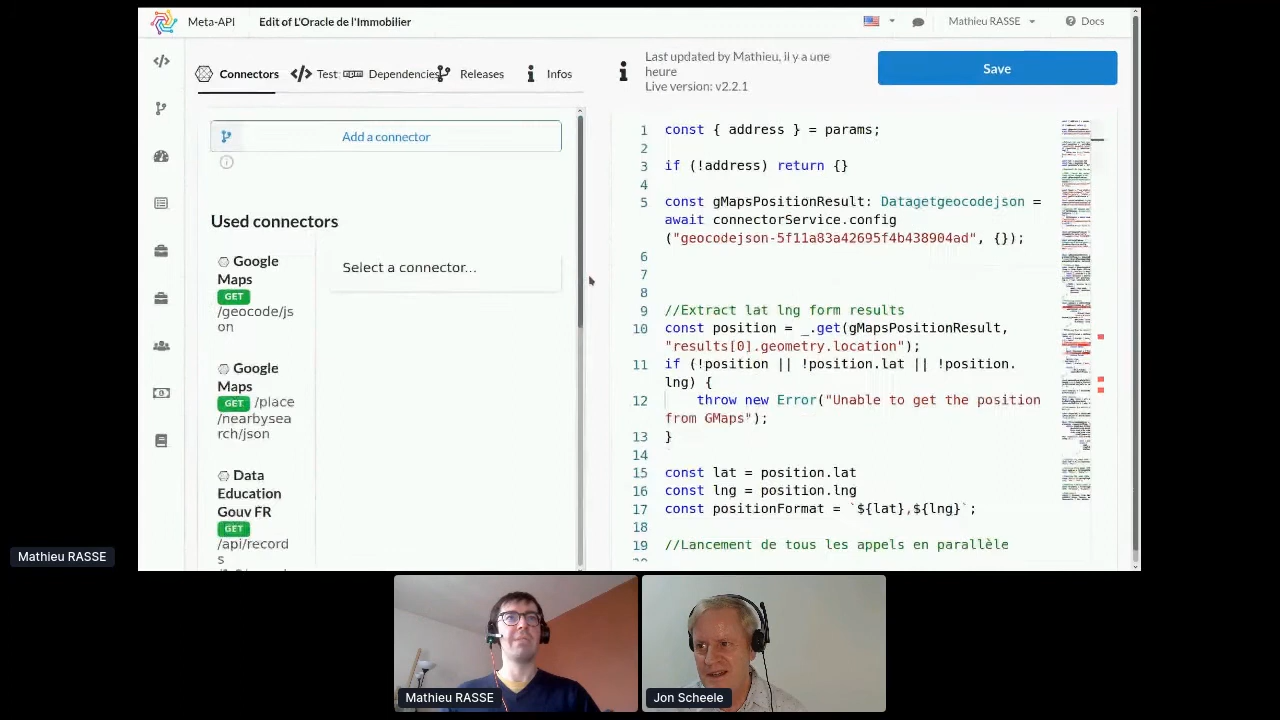 Meta-API
Edit of L'Oracle de l'Immobilier
Mathieu RASSE
Docs
Connectors
Test
Dependencies
Releases
Infos
Last updated by Mathieu, il y a une
heure
Live version: v2.2.1
Save
Add a connector
Used connectors
Google
Maps
GET
/geocode/js
on
Select a connector...
Google
Maps
GET /place
/nearbysea
rch/json
Data
Education
Gouv FR
GET
/api/record
s
1 const { address } = params;
2
3 if (!address) return {}
4
5 const gMapsPositionResult: Datagetgeocodejson =
await connectorService.config
("geocodejson-5f11a83a42695f4b438904ad", {});
6
7
8
9 //Extract lat lng form results
10 const position = _.get(gMapsPositionResult,
"results[0].geometry.location");
11 if (!position || !position.lat || !position.
lng) {
12 throw new Error("Unable to get the position
from GMaps");
13 }
14
15 const lat = position.lat
16 const lng = position.lng
17 const positionFormat = `${lat},${lng}`;
18
19 //Lancement de tous les appels en parallèle
Mathieu RASSE
Mathieu RASSE
Jon Scheele